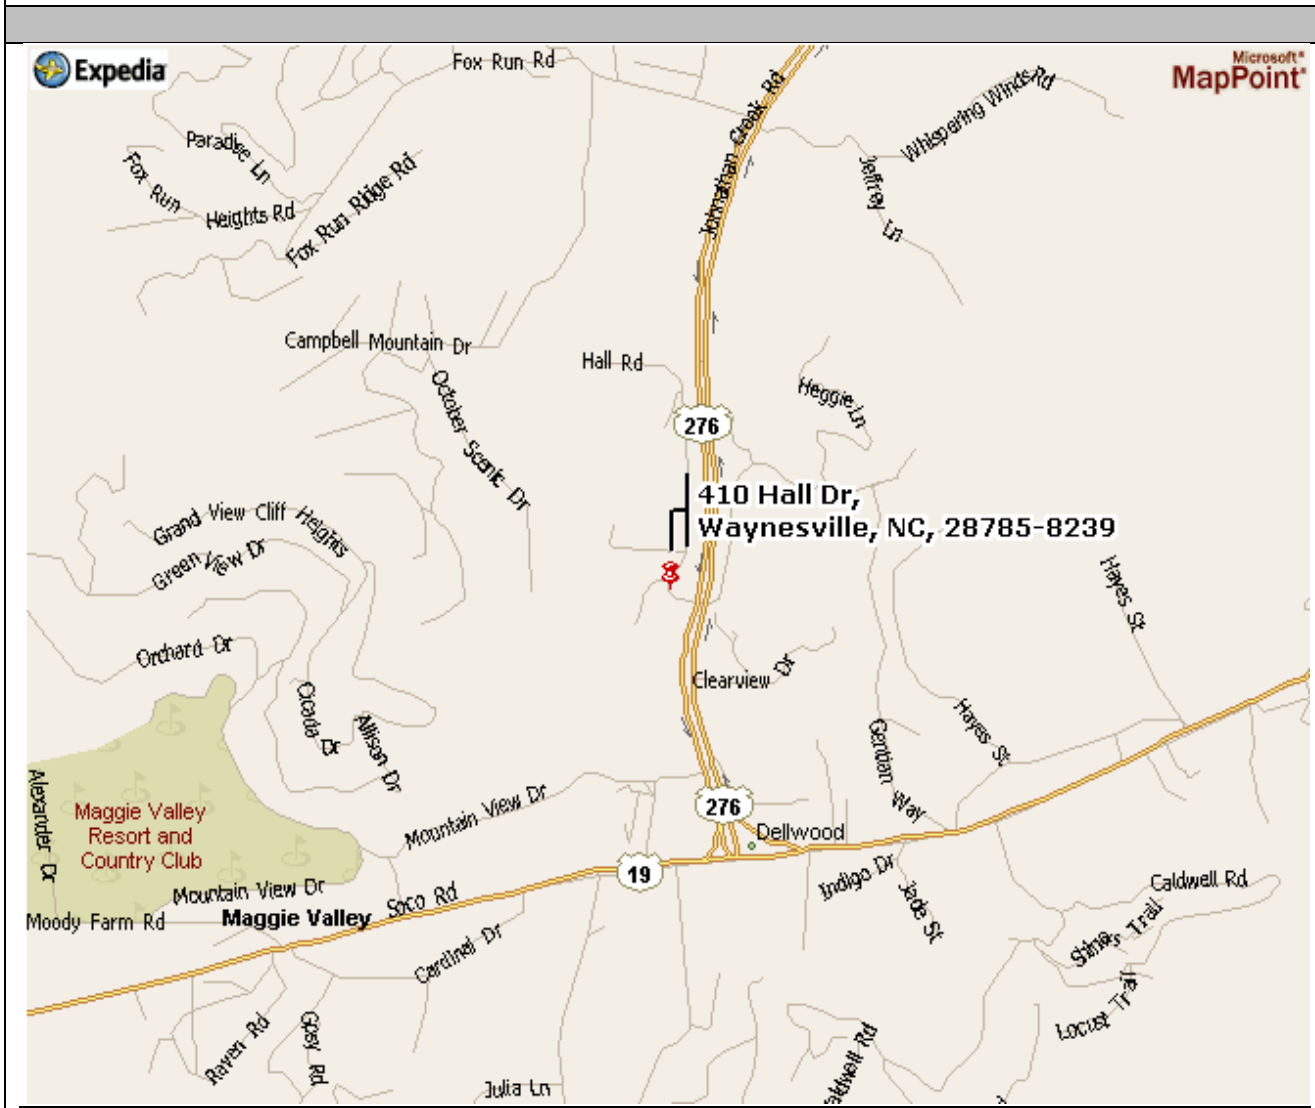 Expedia
Microsoft®
MapPoint®
Fox Run Rd
Johnathan Creek Rd
Whispering Winds Rd
Paradise Ln
Fox Run
Heights Rd
Fox Run Ridge Rd
Jeffrey Ln
Campbell Mountain Dr
Hall Rd
October Scenic Dr
Heggie Ln
276
410 Hall Dr,
Waynesville, NC, 28785-8239
Grand View Cliff Heights
Green View Dr
Hayes St
Orchard Dr
Clearview Dr
Cicada Dr
Allison Dr
Gentian Way
Hayes St
Alexander Dr
Maggie Valley
Resort and
Country Club
Mountain View Dr
276
Dellwood
19
Indigo Dr
Jade St
Caldwell Rd
Mountain View Dr
Soco Rd
Moody Farm Rd
Maggie Valley
Cardinal Dr
Trail
Locust Trail
Raven Rd
Gosy Rd
Julia Ln
aldwell Rd